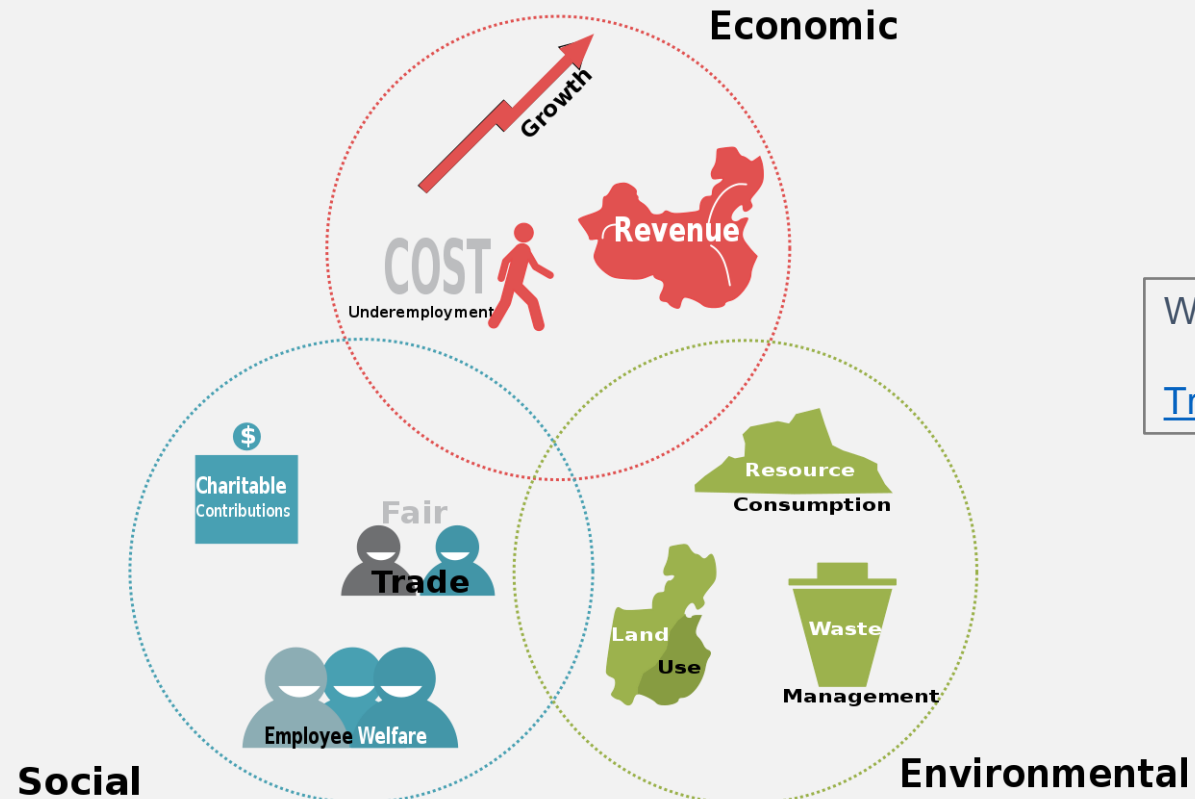 Economic
Growth
Revenue
COST
Underemployment
$
Charitable
Contributions
Fair
Trade
Employee Welfare
Social
Resource
Consumption
Land
Use
Waste
Management
Environmental